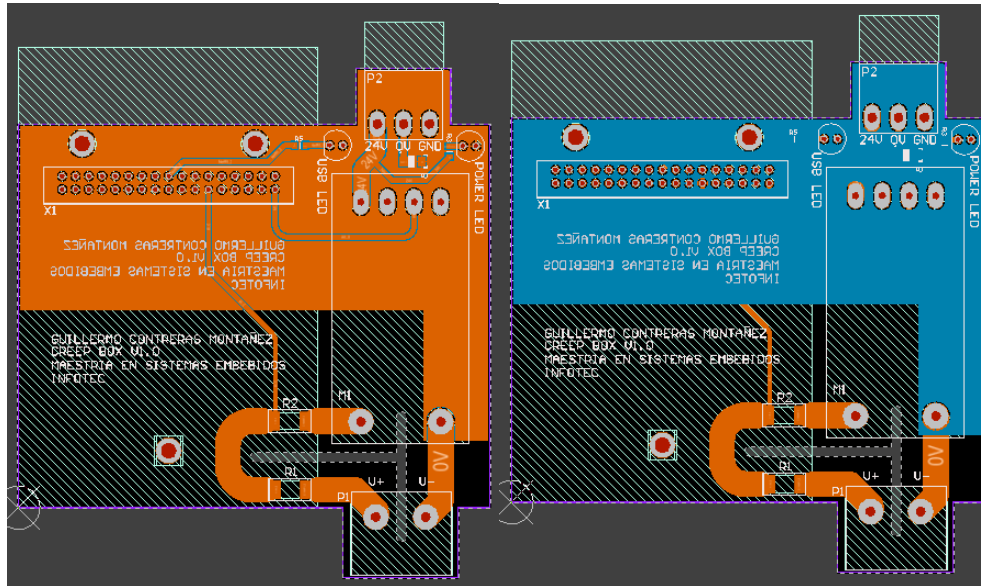 P2
24V 0V GND
R5
24V
24V
USB LED
POWER LED
X1
GUILLERMO CONTRERAS MONTAÑEZ
CREEP BOX V1.0
MAESTRIA EN SISTEMAS EMBEBIDOS
INFOTEC
GUILLERMO CONTRERAS MONTAÑEZ
CREEP BOX V1.0
MAESTRIA EN SISTEMAS EMBEBIDOS
INFOTEC
M1
R2
R1
0V
U+ U-
P1
P2
24V 0V GND
R5
USB LED
POWER LED
X1
GUILLERMO CONTRERAS MONTAÑEZ
CREEP BOX V1.0
MAESTRIA EN SISTEMAS EMBEBIDOS
INFOTEC
GUILLERMO CONTRERAS MONTAÑEZ
CREEP BOX V1.0
MAESTRIA EN SISTEMAS EMBEBIDOS
INFOTEC
M1
R2
R1
0V
U+ U-
P1